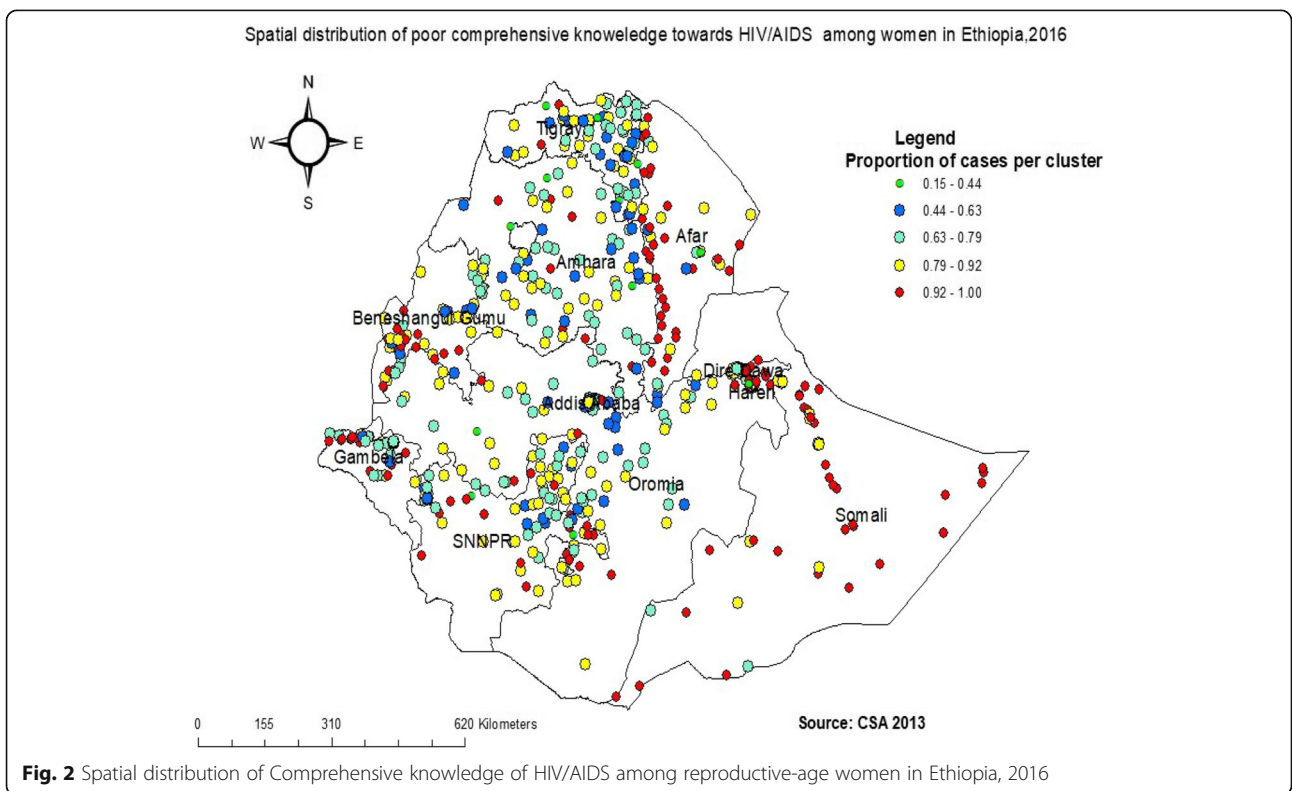 Spatial distribution of poor comprehensive knoweledge towards HIV/AIDS among women in Ethiopia,2016
N
W E
S
Legend
Proportion of cases per cluster
0.15 - 0.44
0.44 - 0.63
0.63 - 0.79
0.79 - 0.92
0.92 - 1.00
Tigray
Afar
Amhara
Beneshangul Gumu
Dire Dawa
Hareri
Addis Ababa
Gambela
Oromia
Somali
SNNPR
0 155 310 620 Kilometers
Source: CSA 2013
Fig. 2 Spatial distribution of Comprehensive knowledge of HIV/AIDS among reproductive-age women in Ethiopia, 2016